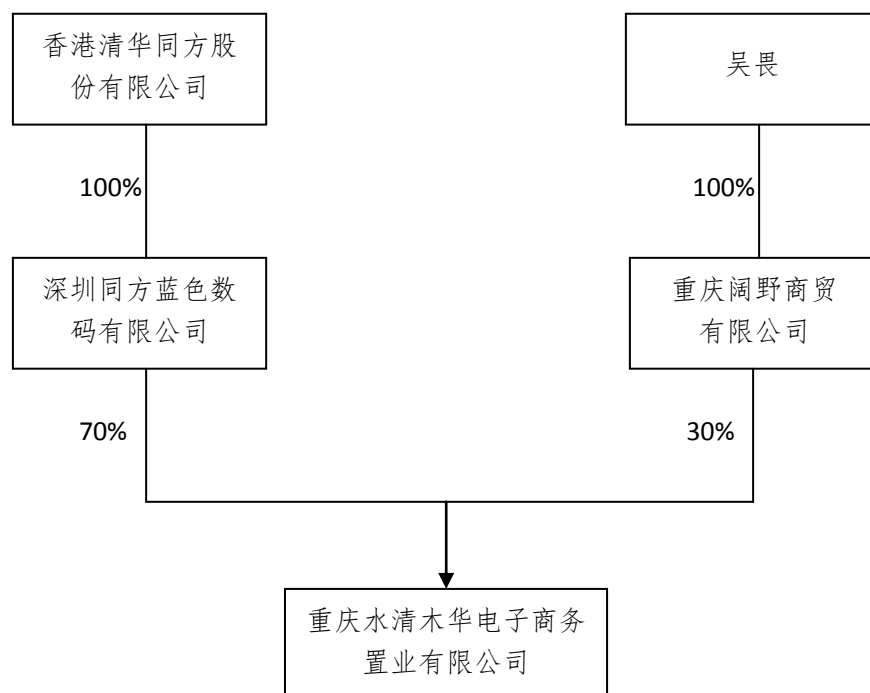 香港清华同方股
份有限公司
吴畏
100%
100%
深圳同方蓝色数
码有限公司
重庆阔野商贸
有限公司
70%
30%
重庆水清木华电子商务
置业有限公司